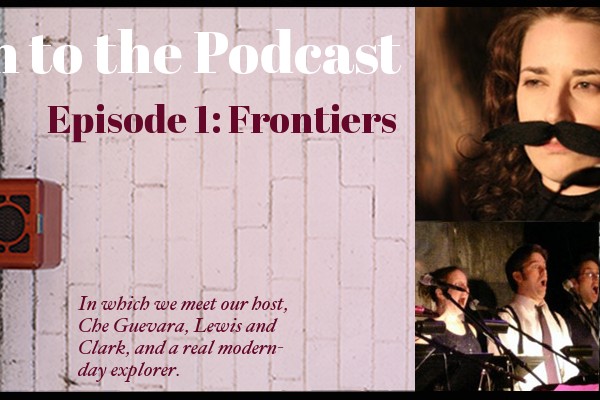 to the Podcast
Episode 1: Frontiers
In which we meet our host,
Che Guevara, Lewis and
Clark, and a real modern-
day explorer.